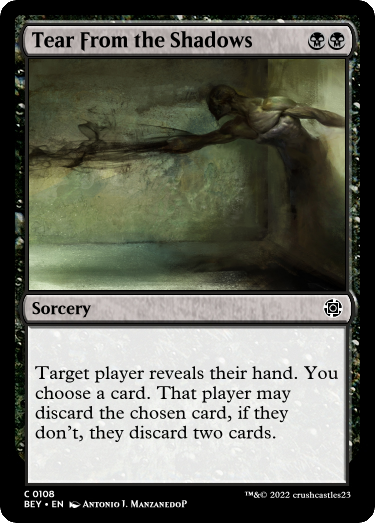 Tear From the Shadows
Sorcery
Target player reveals their hand. You
choose a card. That player may
discard the chosen card, if they
don't, they discard two cards.
C 0108
BEY • EN Antonio J. ManzanedoP
™&© 2022 crushcastles23